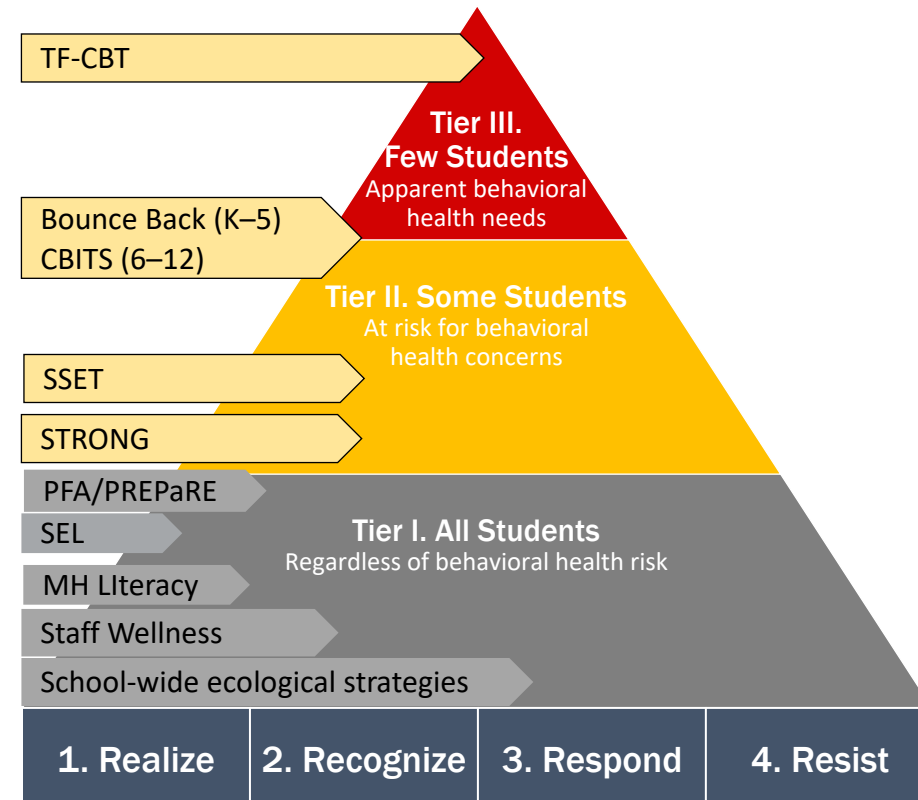 TF-CBT
Tier III.
Few Students
Apparent behavioral
health needs
Bounce Back (K–5)
CBITS (6–12)
Tier II. Some Students
At risk for behavioral
health concerns
SSET
STRONG
PFA/PREPaRE
SEL
Tier I. All Students
Regardless of behavioral health risk
MH LIteracy
Staff Wellness
School-wide ecological strategies
1. Realize
2. Recognize
3. Respond
4. Resist